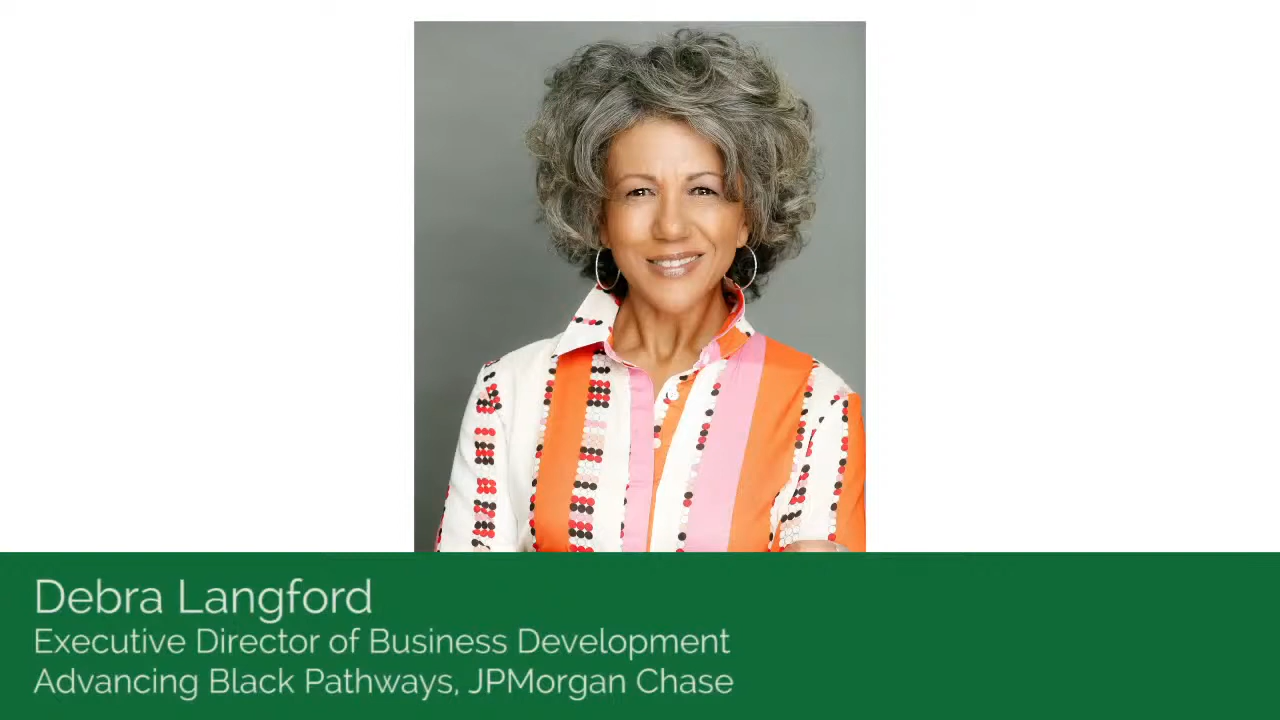 Debra Langford
Executive Director of Business Development
Advancing Black Pathways, JPMorgan Chase